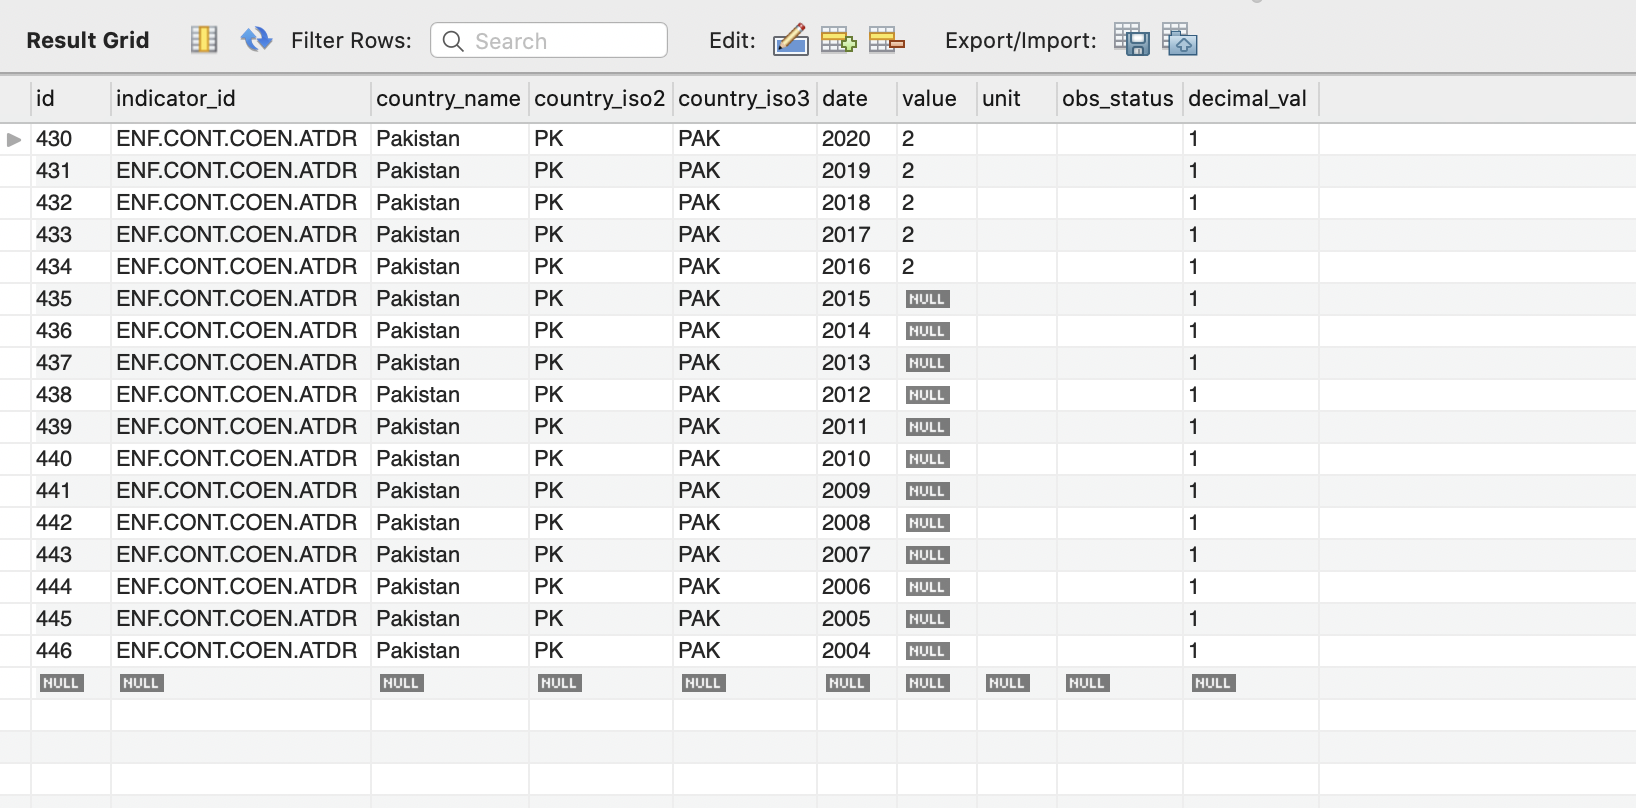 Result Grid Filter Rows: Search Edit: Export/Import:
id indicator_id country_name country_iso2 country_iso3 date value unit obs_status decimal_val
430 ENF.CONT.COEN.ATDR Pakistan PK PAK 2020 2 1
431 ENF.CONT.COEN.ATDR Pakistan PK PAK 2019 2 1
432 ENF.CONT.COEN.ATDR Pakistan PK PAK 2018 2 1
433 ENF.CONT.COEN.ATDR Pakistan PK PAK 2017 2 1
434 ENF.CONT.COEN.ATDR Pakistan PK PAK 2016 2 1
435 ENF.CONT.COEN.ATDR Pakistan PK PAK 2015 NULL 1
436 ENF.CONT.COEN.ATDR Pakistan PK PAK 2014 NULL 1
437 ENF.CONT.COEN.ATDR Pakistan PK PAK 2013 NULL 1
438 ENF.CONT.COEN.ATDR Pakistan PK PAK 2012 NULL 1
439 ENF.CONT.COEN.ATDR Pakistan PK PAK 2011 NULL 1
440 ENF.CONT.COEN.ATDR Pakistan PK PAK 2010 NULL 1
441 ENF.CONT.COEN.ATDR Pakistan PK PAK 2009 NULL 1
442 ENF.CONT.COEN.ATDR Pakistan PK PAK 2008 NULL 1
443 ENF.CONT.COEN.ATDR Pakistan PK PAK 2007 NULL 1
444 ENF.CONT.COEN.ATDR Pakistan PK PAK 2006 NULL 1
445 ENF.CONT.COEN.ATDR Pakistan PK PAK 2005 NULL 1
446 ENF.CONT.COEN.ATDR Pakistan PK PAK 2004 NULL 1
NULL NULL NULL NULL NULL NULL NULL NULL NULL NULL